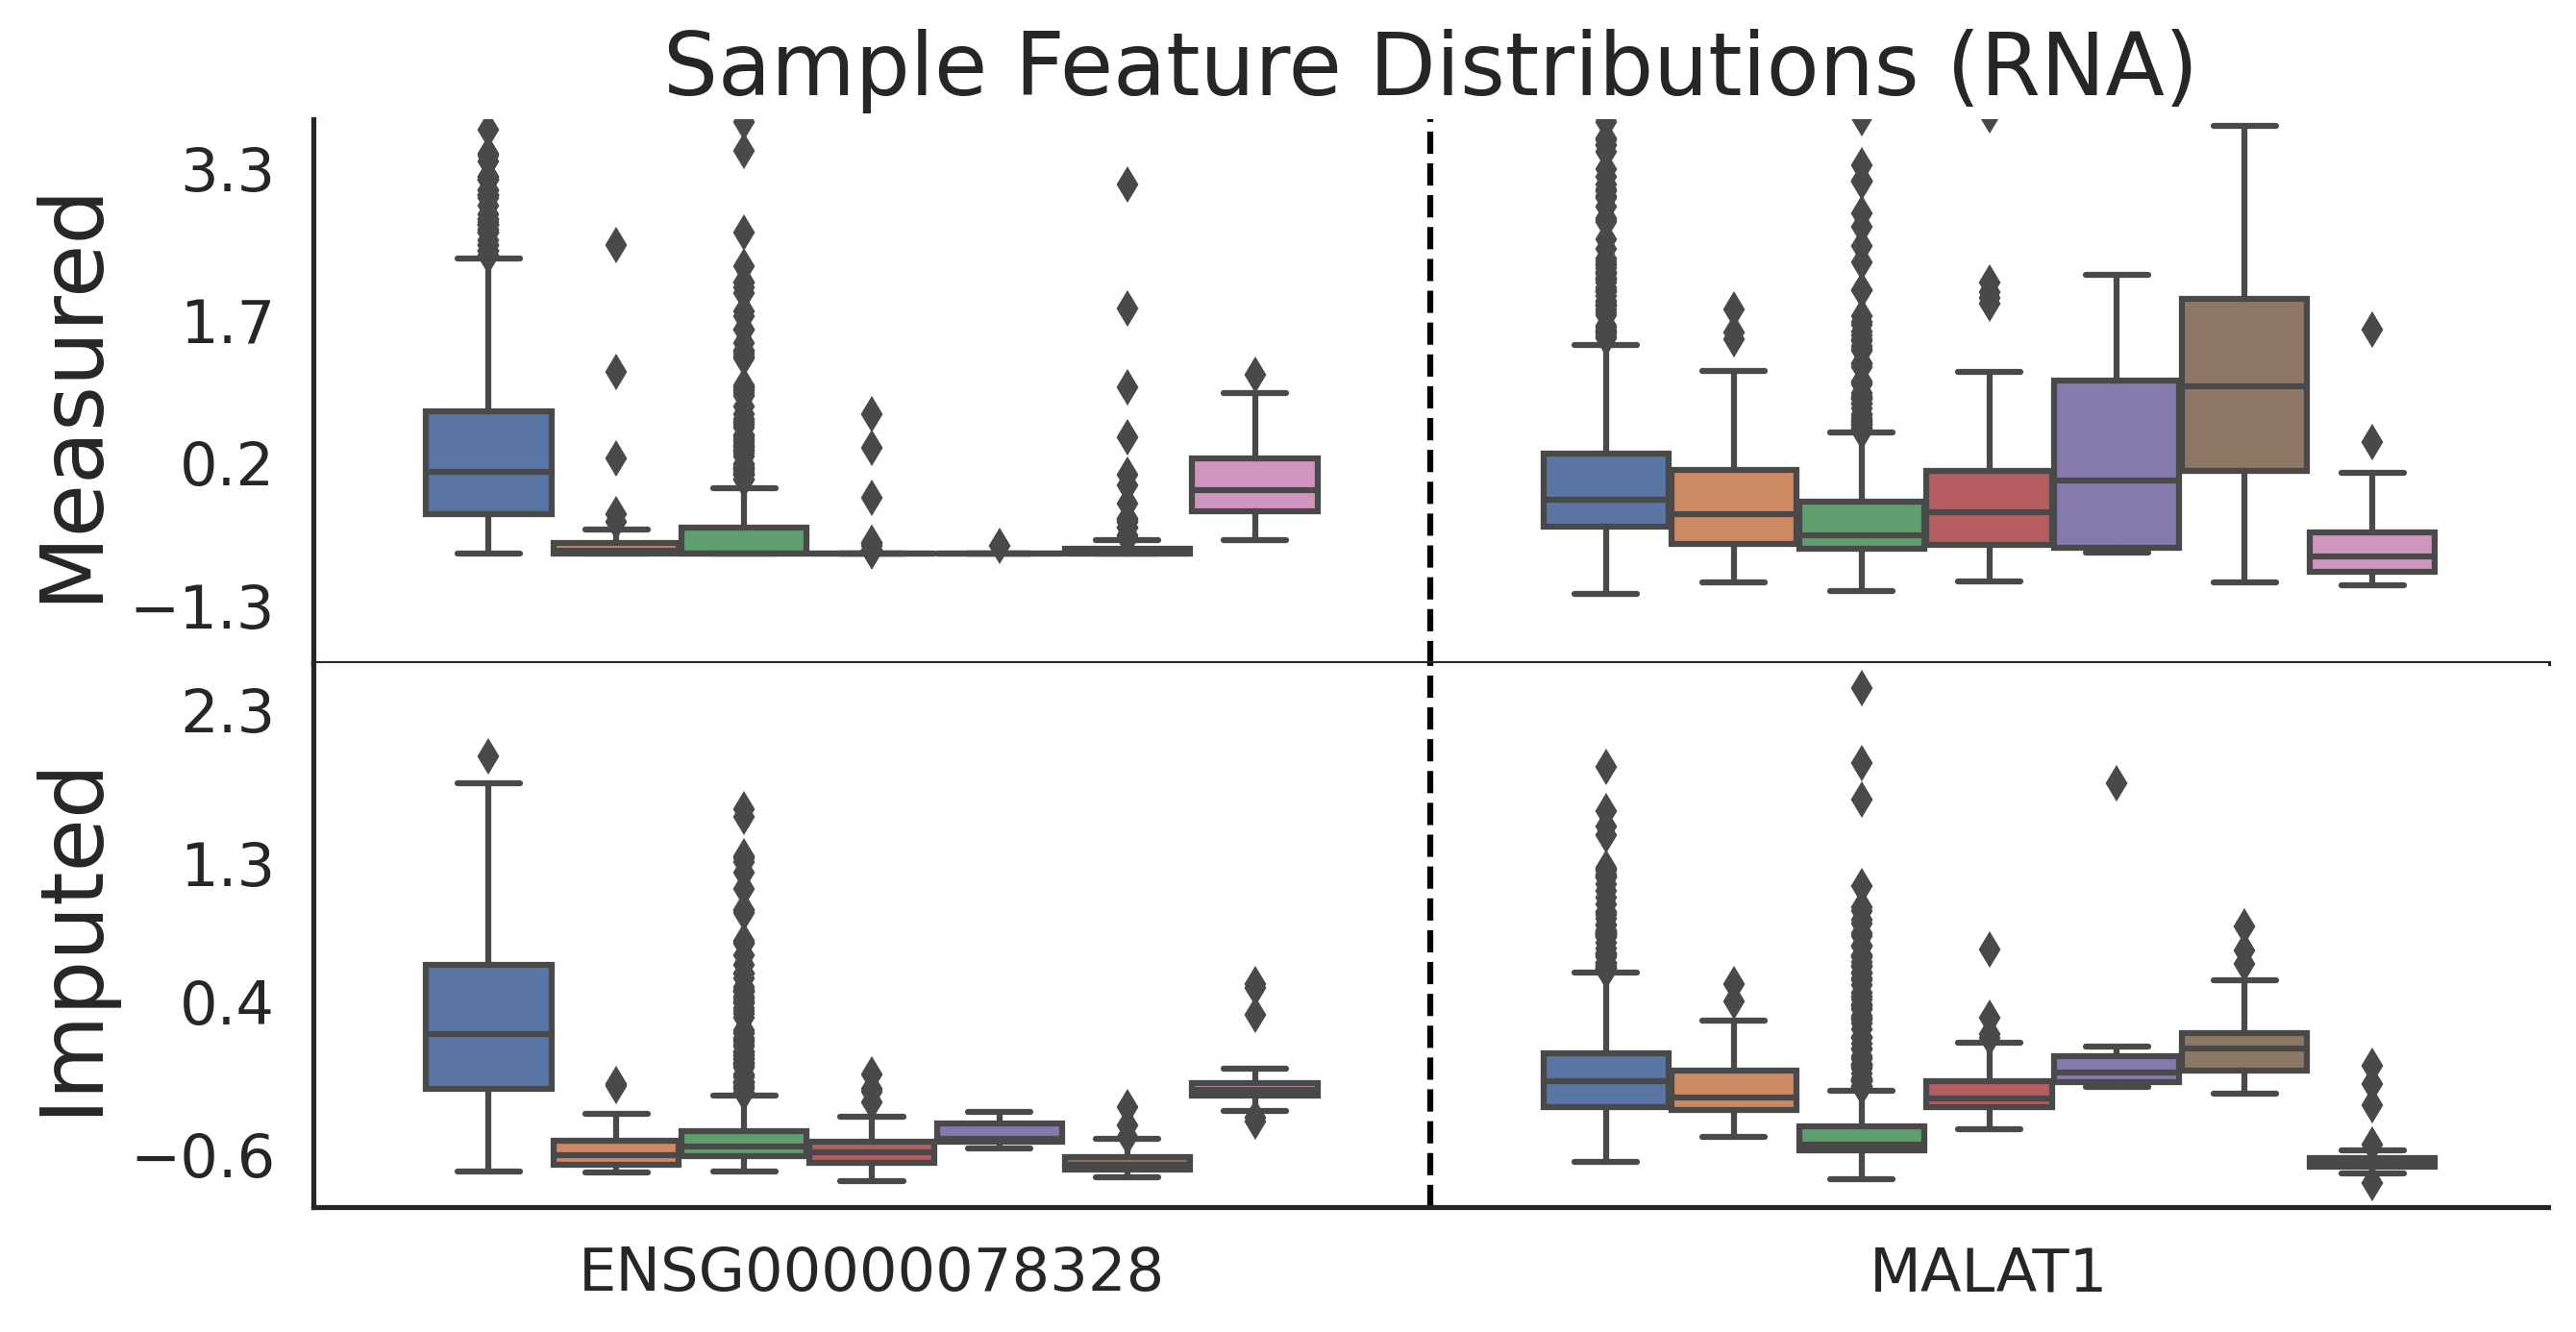 Sample Feature Distributions (RNA)
Measured
3.3
1.7
0.2
−1.3
Imputed
2.3
1.3
0.4
−0.6
ENSG00000078328
MALAT1